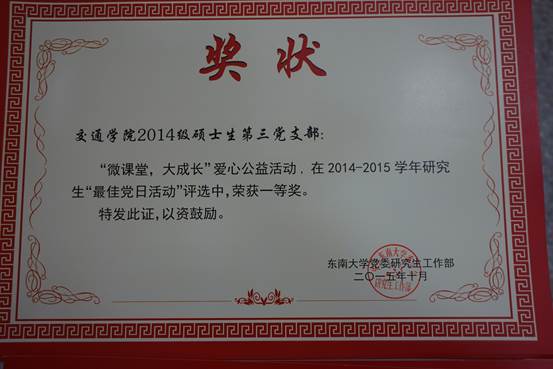 奖状
交通学院2014级硕士生第三党支部:
“微课堂，大成长”爱心公益活动，在2014-2015学年研究
生“最佳党日活动”评选中,荣获一等奖。
特发此证,以资鼓励。
东南大学党委研究生工作部
二〇一五年十月